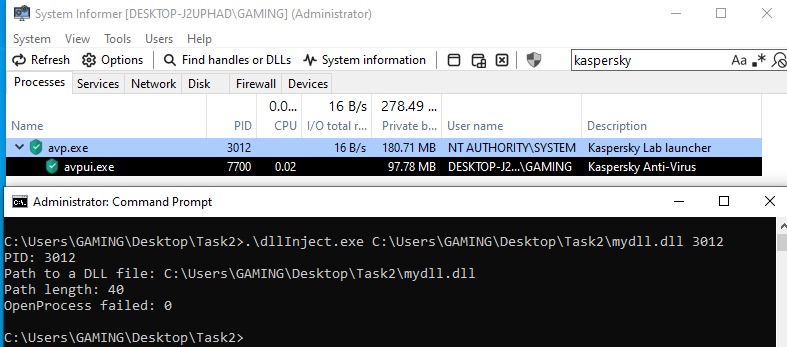 System Informer [DESKTOP-J2UPHAD\GAMING] (Administrator)
System View Tools Users Help
Refresh Options Find handles or DLLs System information kaspersky Aa .*
Processes Services Network Disk Firewall Devices
0.0... 16 B/s 278.49 ...
Name PID CPU I/O total r... Private b... User name Description
avp.exe 3012 16 B/s 180.71 MB NT AUTHORITY\SYSTEM Kaspersky Lab launcher
avpui.exe 7700 0.02 97.78 MB DESKTOP-J2...\GAMING Kaspersky Anti-Virus
Administrator: Command Prompt
C:\Users\GAMING\Desktop\Task2>.\dllInject.exe C:\Users\GAMING\Desktop\Task2\mydll.dll 3012
PID: 3012
Path to a DLL file: C:\Users\GAMING\Desktop\Task2\mydll.dll
Path length: 40
OpenProcess failed: 0
C:\Users\GAMING\Desktop\Task2>